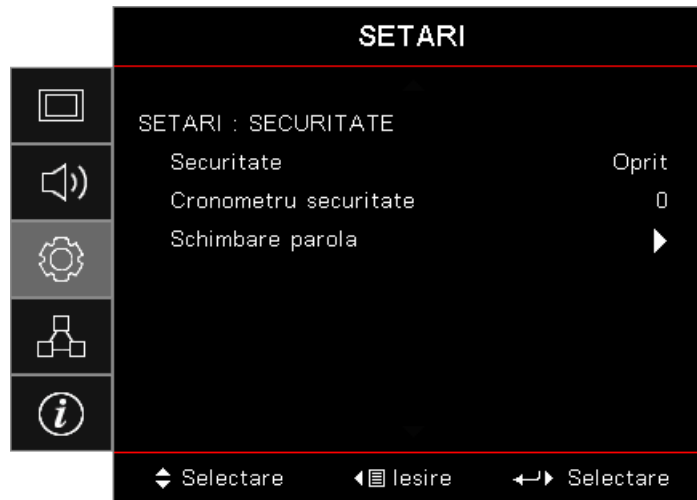 SETARI
SETARI : SECURITATE
Securitate Oprit
Cronometru securitate 0
Schimbare parola
Selectare Iesire Selectare